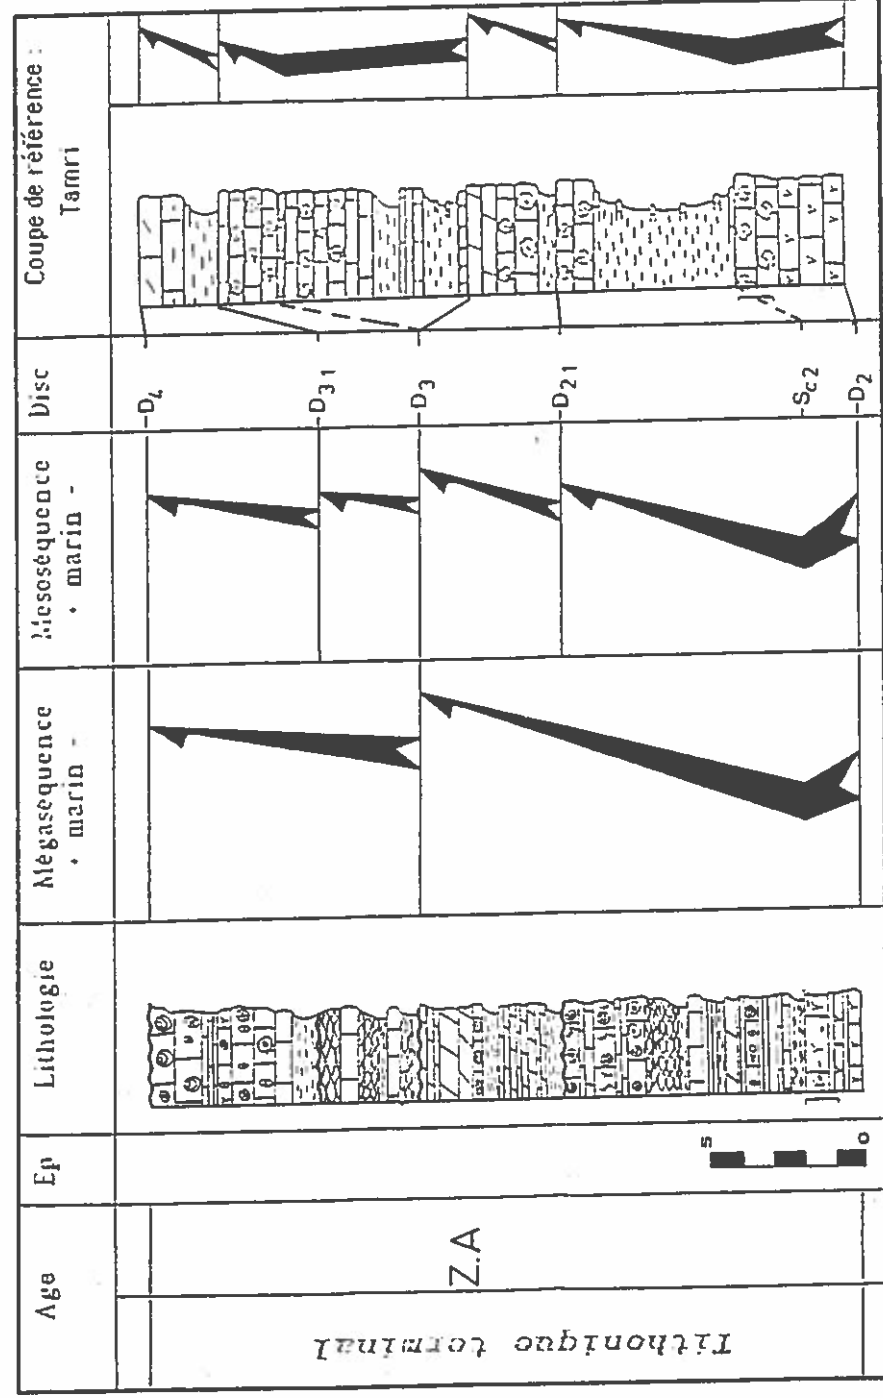 Age
Ep
Lithologie
Mégaséquence
+ marin -
Mésoséquence
+ marin -
Disc
Coupe de référence :
Tamri
Tithonique terminal
Z.A
5
0
-D4
-D31
-D3
-D21
-Sc2
-D2